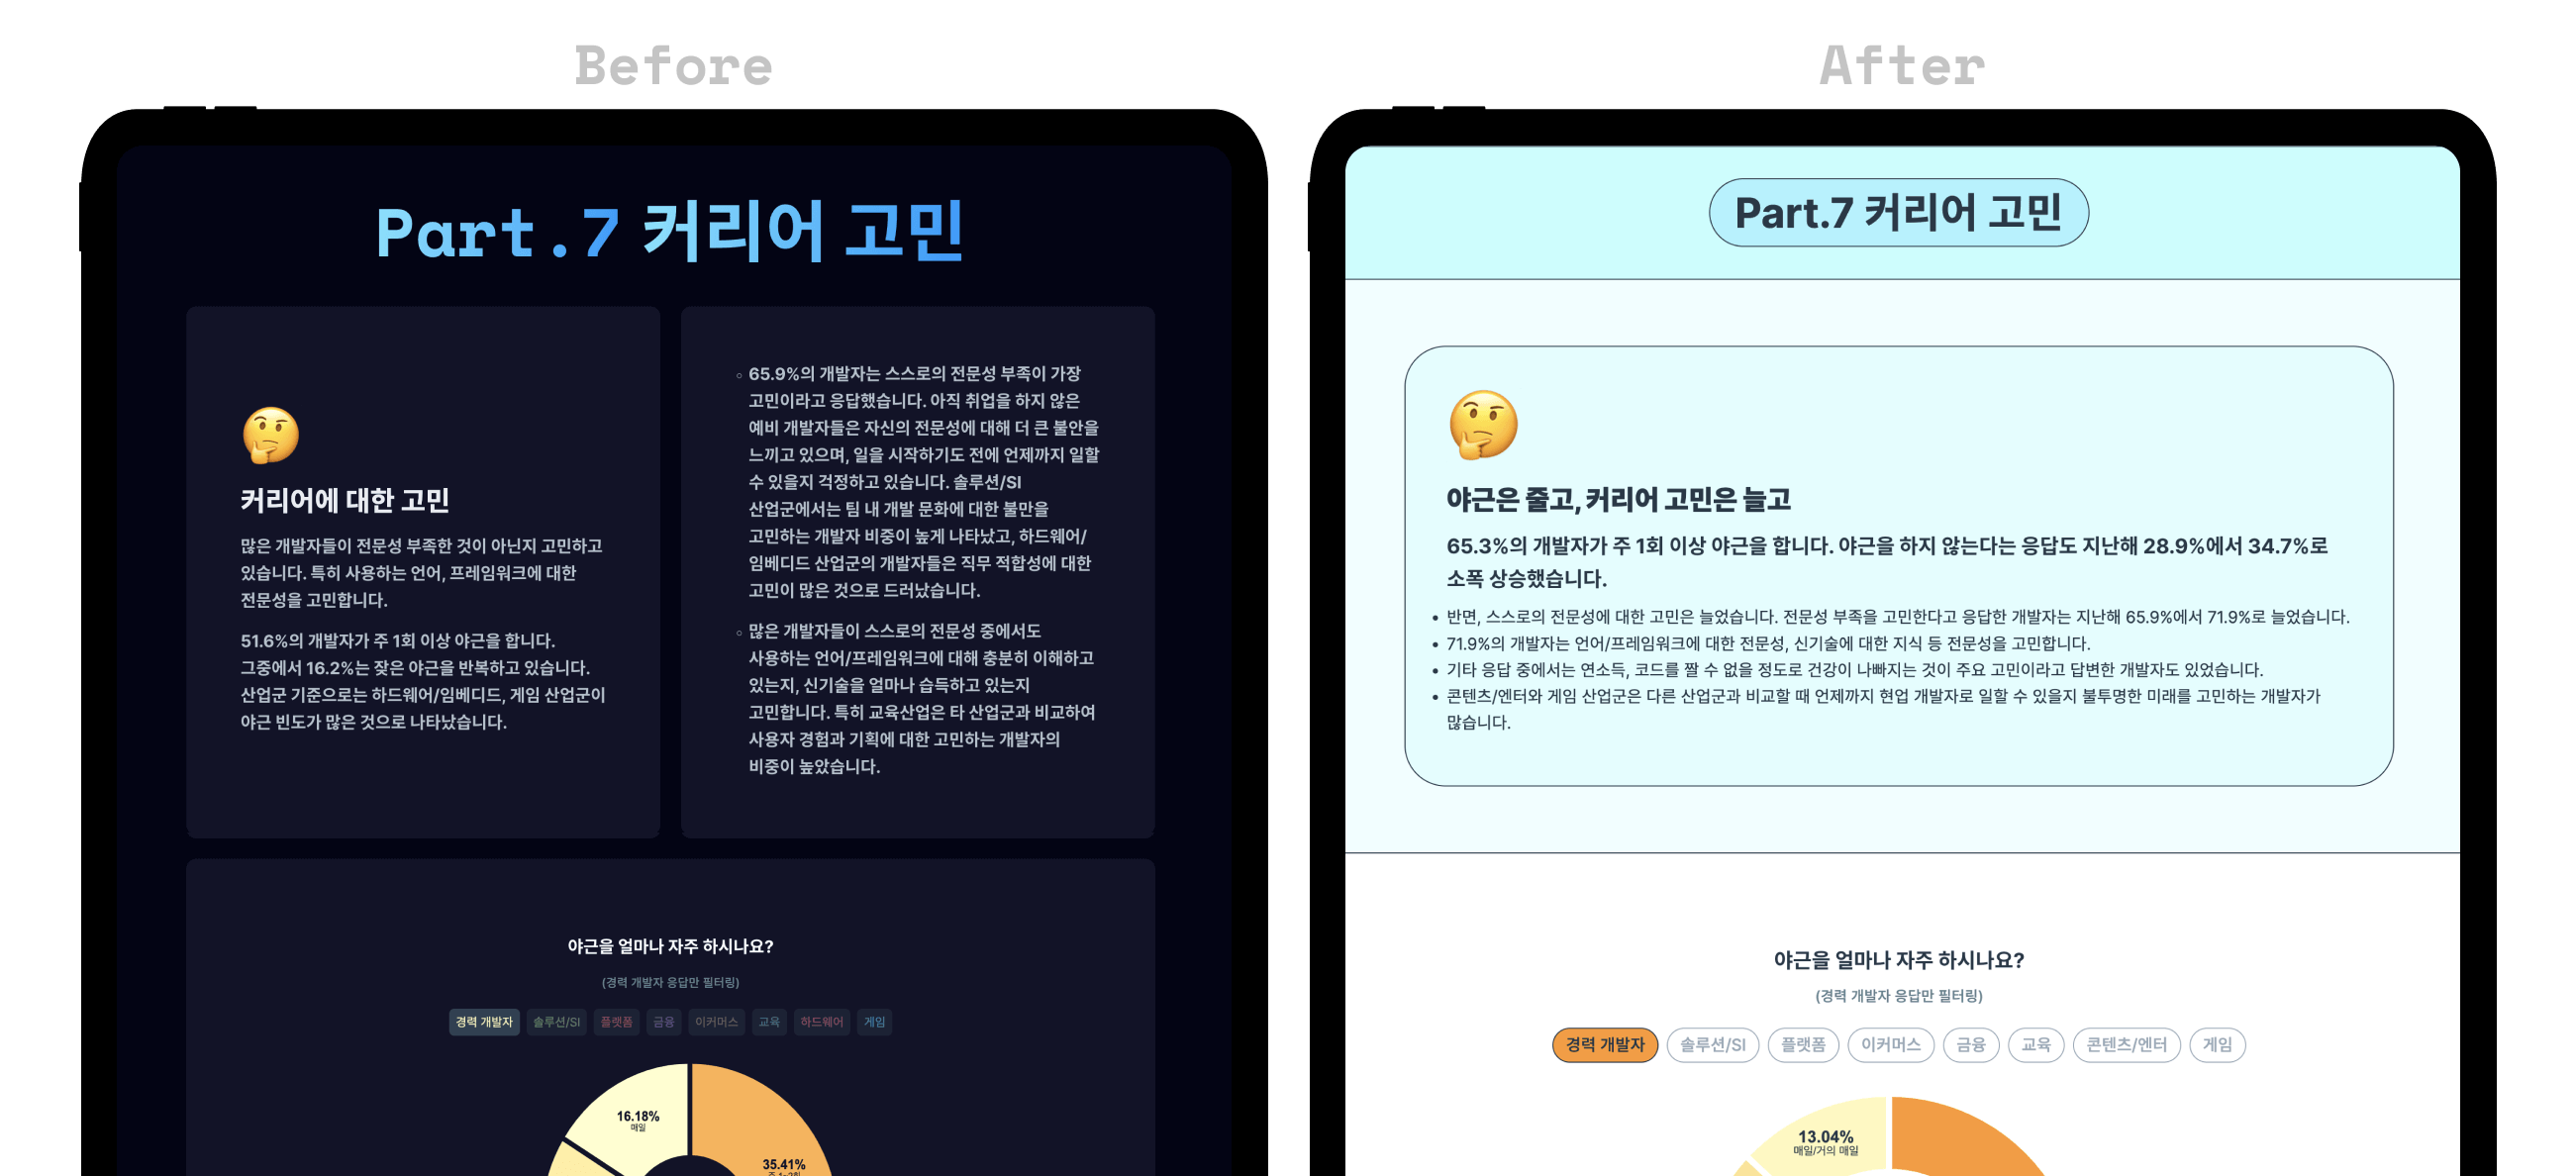 Before
Part.7 커리어 고민
커리어에 대한 고민
많은 개발자들이 전문성 부족한 것이 아닌지 고민하고
있습니다. 특히 사용하는 언어, 프레임워크에 대한
전문성을 고민합니다.
51.6%의 개발자가 주 1회 이상 야근을 합니다.
그중에서 16.2%는 잦은 야근을 반복하고 있습니다.
산업군 기준으로는 하드웨어/임베디드, 게임 산업군이
야근 빈도가 많은 것으로 나타났습니다.
65.9%의 개발자는 스스로의 전문성 부족이 가장
고민이라고 응답했습니다. 아직 취업을 하지 않은
예비 개발자들은 자신의 전문성에 대해 더 큰 불안을
느끼고 있으며, 일을 시작하기도 전에 언제까지 일할
수 있을지 걱정하고 있습니다. 솔루션/SI
산업군에서는 팀 내 개발 문화에 대한 불만을
고민하는 개발자 비중이 높게 나타났고, 하드웨어/
임베디드 산업군의 개발자들은 직무 적합성에 대한
고민이 많은 것으로 드러났습니다.
많은 개발자들이 스스로의 전문성 중에서도
사용하는 언어/프레임워크에 대해 충분히 이해하고
있는지, 신기술을 얼마나 습득하고 있는지
고민합니다. 특히 교육산업은 타 산업군과 비교하여
사용자 경험과 기획에 대한 고민하는 개발자의
비중이 높았습니다.
야근을 얼마나 자주 하시나요?
(경력 개발자 응답만 필터링)
경력 개발자 솔루션/SI 플랫폼 금융 이커머스 교육 하드웨어 게임
16.18%
매일
35.41%
After
Part.7 커리어 고민
야근은 줄고, 커리어 고민은 늘고
65.3%의 개발자가 주 1회 이상 야근을 합니다. 야근을 하지 않는다는 응답도 지난해 28.9%에서 34.7%로
소폭 상승했습니다.
• 반면, 스스로의 전문성에 대한 고민은 늘었습니다. 전문성 부족을 고민한다고 응답한 개발자는 지난해 65.9%에서 71.9%로 늘었습니다.
• 71.9%의 개발자는 언어/프레임워크에 대한 전문성, 신기술에 대한 지식 등 전문성을 고민합니다.
• 기타 응답 중에서는 연소득, 코드를 짤 수 없을 정도로 건강이 나빠지는 것이 주요 고민이라고 답변한 개발자도 있었습니다.
• 콘텐츠/엔터와 게임 산업군은 다른 산업군과 비교할 때 언제까지 현업 개발자로 일할 수 있을지 불투명한 미래를 고민하는 개발자가
많습니다.
야근을 얼마나 자주 하시나요?
(경력 개발자 응답만 필터링)
경력 개발자 솔루션/SI 플랫폼 이커머스 금융 교육 콘텐츠/엔터 게임
13.04%
매일/거의 매일